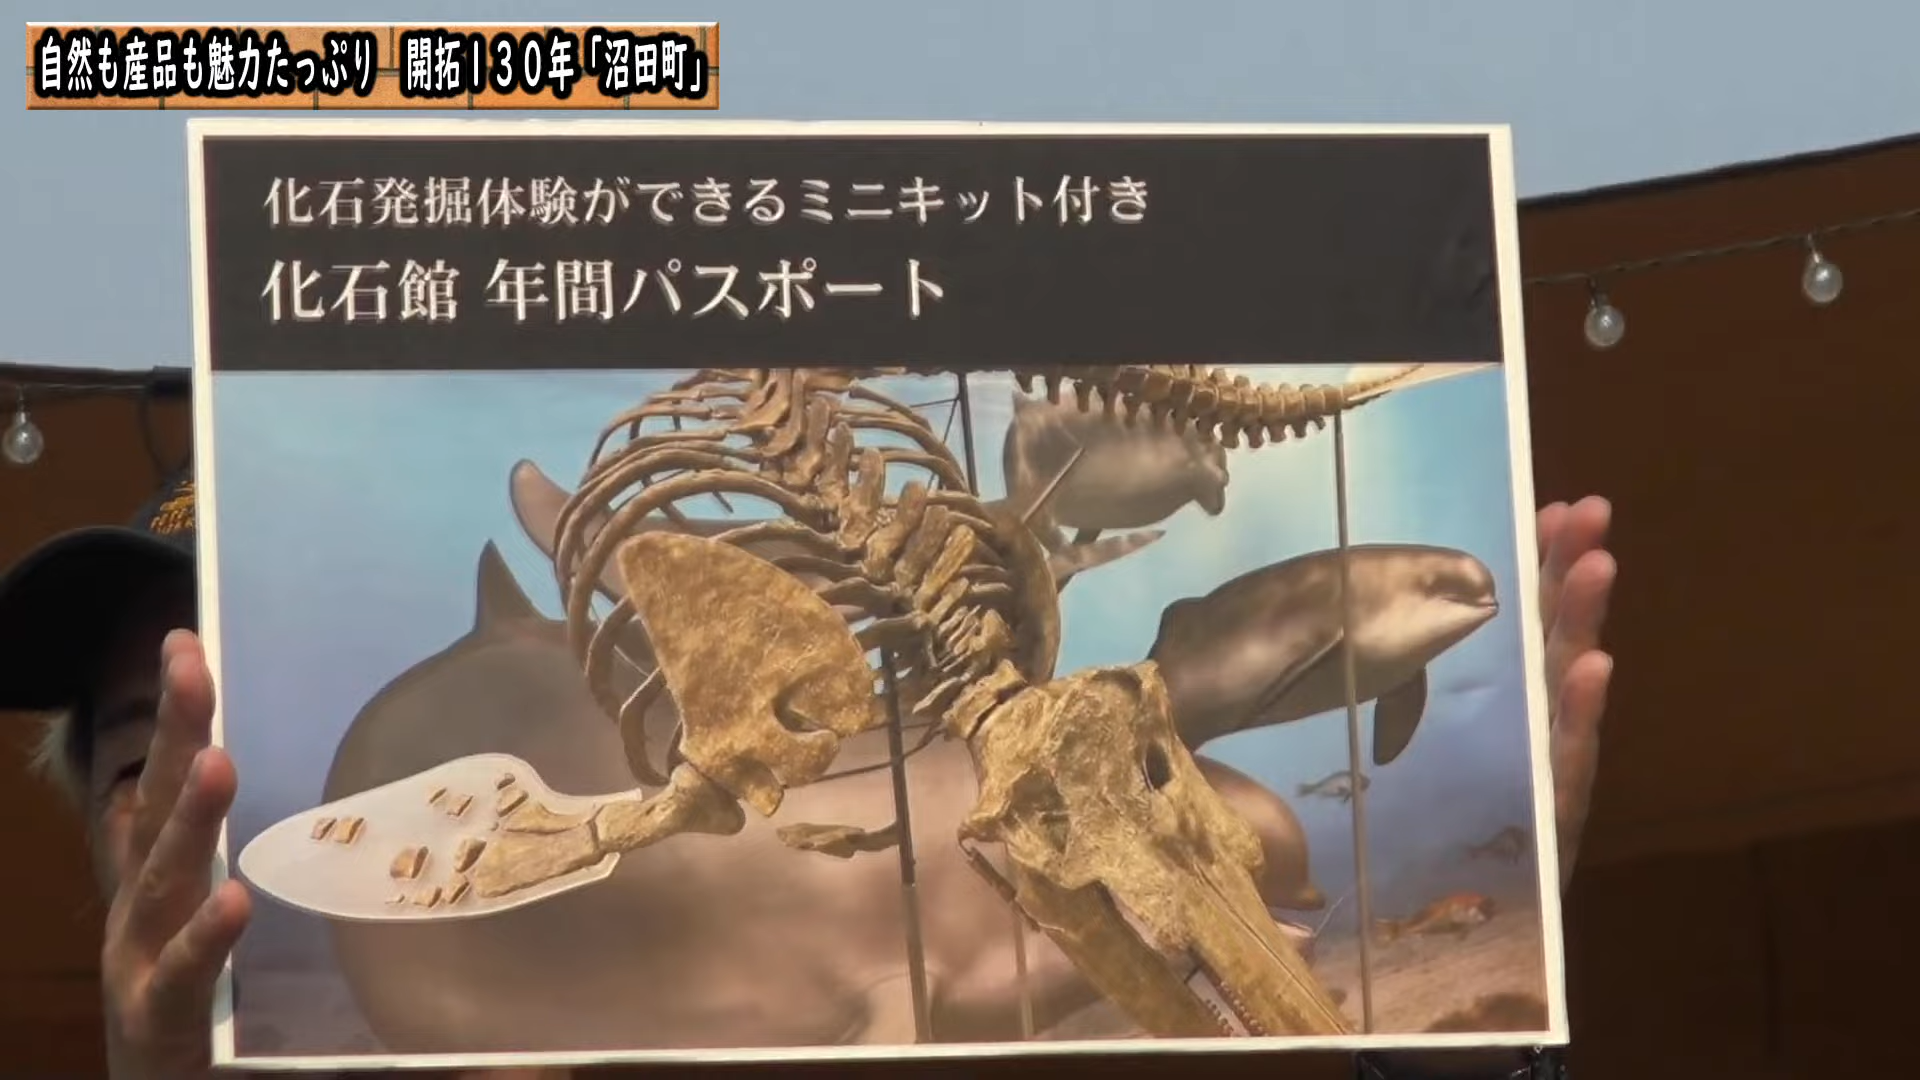 自然も産品も魅力たっぷり　開拓１３０年「沼田町」
化石発掘体験ができるミニキット付き
化石館 年間パスポート